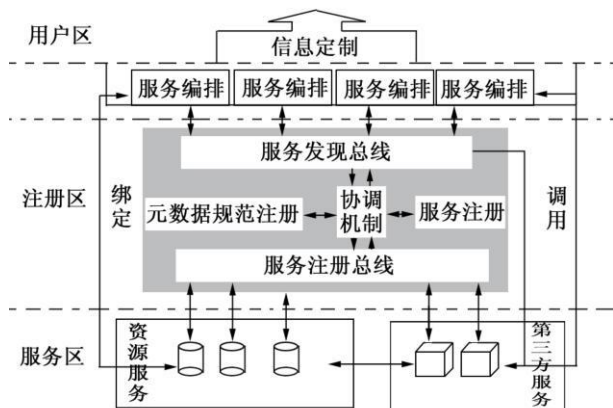 用户区
信息定制
服务编排
服务编排
服务编排
服务编排
服务发现总线
注册区
绑定
元数据规范注册
协调
机制
服务注册
调用
服务注册总线
服务区
资源服务
第三方服务